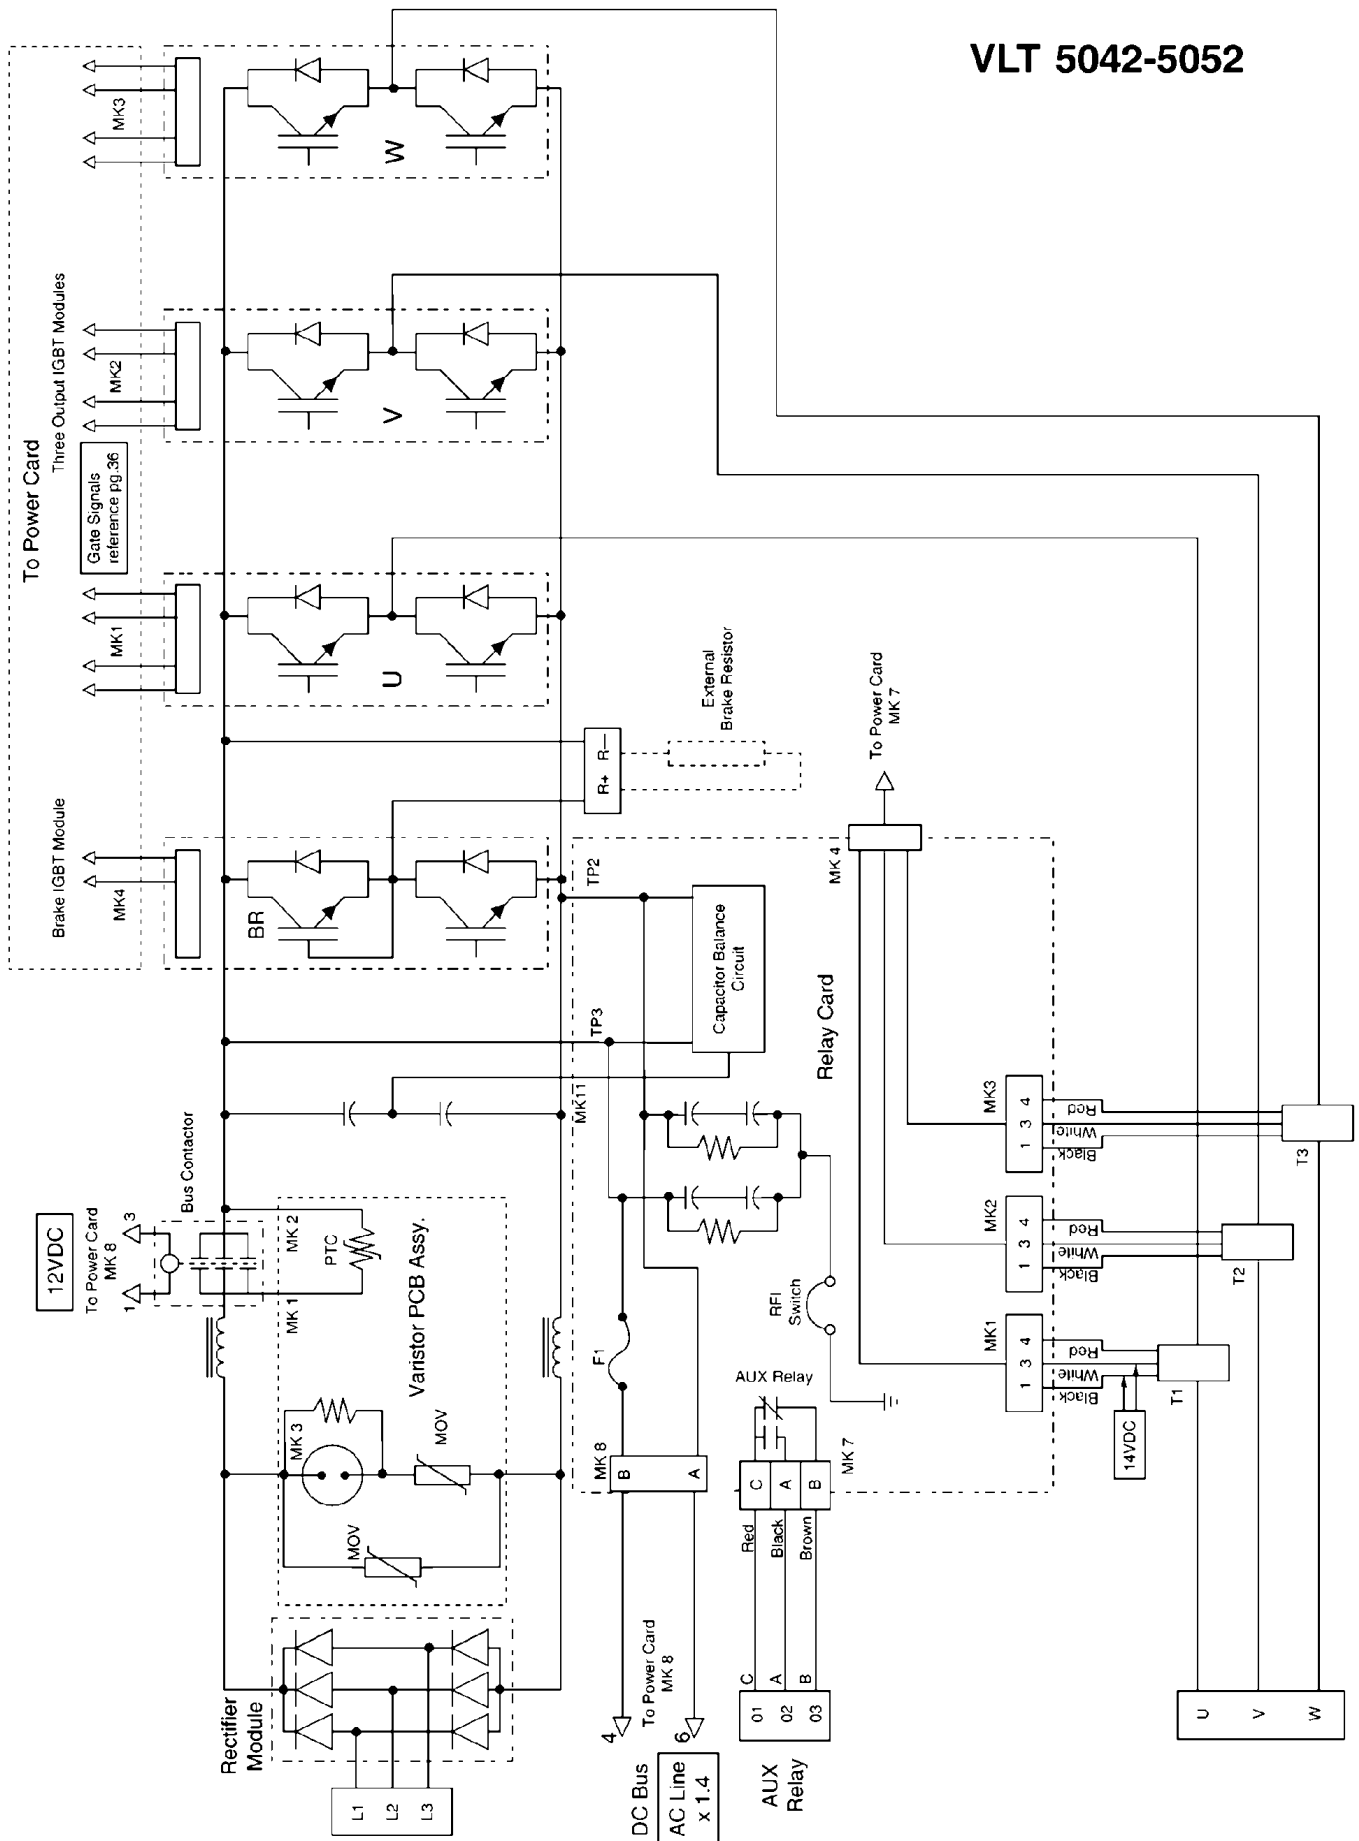 VLT 5042-5052
To Power Card
Brake IGBT Module
Three Output IGBT Modules
Gate Signals
reference pg.36
MK4
MK1
MK2
MK3
BR
U
V
W
12VDC
To Power Card
MK 8
1
3
Bus Contactor
MK 1
MK 2
PTC
Varistor PCB Assy.
MK 3
MOV
MOV
Rectifier
Module
L1
L2
L3
R+
R—
External
Brake Resistor
TP2
TP3
MK11
Capacitor Balance
Circuit
Relay Card
F1
MK 8
B
A
4
6
To Power Card
MK 8
DC Bus
AC Line
x 1.4
RFI
Switch
AUX Relay
MK 7
C
A
B
Red
Black
Brown
C
A
B
01
02
03
AUX
Relay
MK 4
To Power Card
MK 7
MK1
1 3 4
Black
White
Red
MK2
1 3 4
Black
White
Red
MK3
1 3 4
Black
White
Red
14VDC
T1
T2
T3
U
V
W